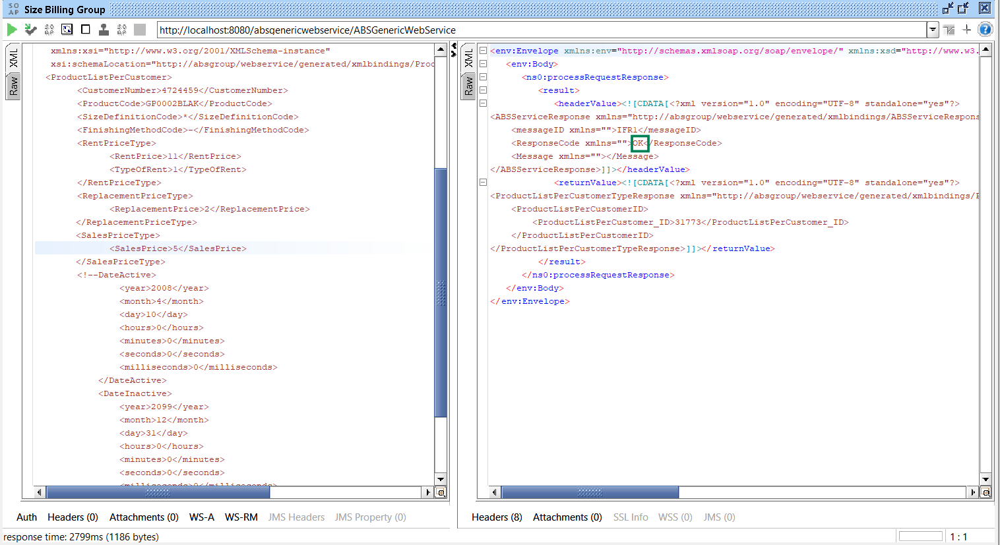 SO
AP
Size Billing Group
http://localhost:8080/absgenericwebservice/ABSGenericWebService
XML
Raw
xmlns:xsi="http://www.w3.org/2001/XMLSchema-instance"
xsi:schemaLocation="http://absgroup/webservice/generated/xmlbindings/Proc
<ProductListPerCustomer>
<CustomerNumber>4724459</CustomerNumber>
<ProductCode>GP0002BLAK</ProductCode>
<SizeDefinitionCode>*</SizeDefinitionCode>
<FinishingMethodCode>-</FinishingMethodCode>
<RentPriceType>
<RentPrice>11</RentPrice>
<TypeOfRent>1</TypeOfRent>
</RentPriceType>
<ReplacementPriceType>
<ReplacementPrice>2</ReplacementPrice>
</ReplacementPriceType>
<SalesPriceType>
<SalesPrice>5</SalesPrice>
</SalesPriceType>
<!--DateActive>
<year>2008</year>
<month>4</month>
<day>10</day>
<hours>0</hours>
<minutes>0</minutes>
<seconds>0</seconds>
<milliseconds>0</milliseconds>
</DateActive>
<DateInactive>
<year>2099</year>
<month>12</month>
<day>31</day>
<hours>0</hours>
<minutes>0</minutes>
<seconds>0</seconds>
<milliseconds>0</milliseconds>
Auth Headers (0) Attachments (0) WS-A WS-RM JMS Headers JMS Property (0)
XML
Raw
<env:Envelope xmlns:env="http://schemas.xmlsoap.org/soap/envelope/" xmlns:xsd="http://www.w3.
<env:Body>
<ns0:processRequestResponse>
<result>
<headerValue><![CDATA[<?xml version="1.0" encoding="UTF-8" standalone="yes"?>
<ABSServiceResponse xmlns="http://absgroup/webservice/generated/xmlbindings/ABSServiceRespons
<messageID xmlns="">IFR1</messageID>
<ResponseCode xmlns="">OK</ResponseCode>
<Message xmlns=""></Message>
</ABSServiceResponse>]]></headerValue>
<returnValue><![CDATA[<?xml version="1.0" encoding="UTF-8" standalone="yes"?>
<ProductListPerCustomerTypeResponse xmlns="http://absgroup/webservice/generated/xmlbindings/P
<ProductListPerCustomerID>
<ProductListPerCustomer_ID>31773</ProductListPerCustomer_ID>
</ProductListPerCustomerID>
</ProductListPerCustomerTypeResponse>]]></returnValue>
</result>
</ns0:processRequestResponse>
</env:Body>
</env:Envelope>
Headers (8) Attachments (0) SSL Info WSS (0) JMS (0)
response time: 2799ms (1186 bytes)
1 : 1